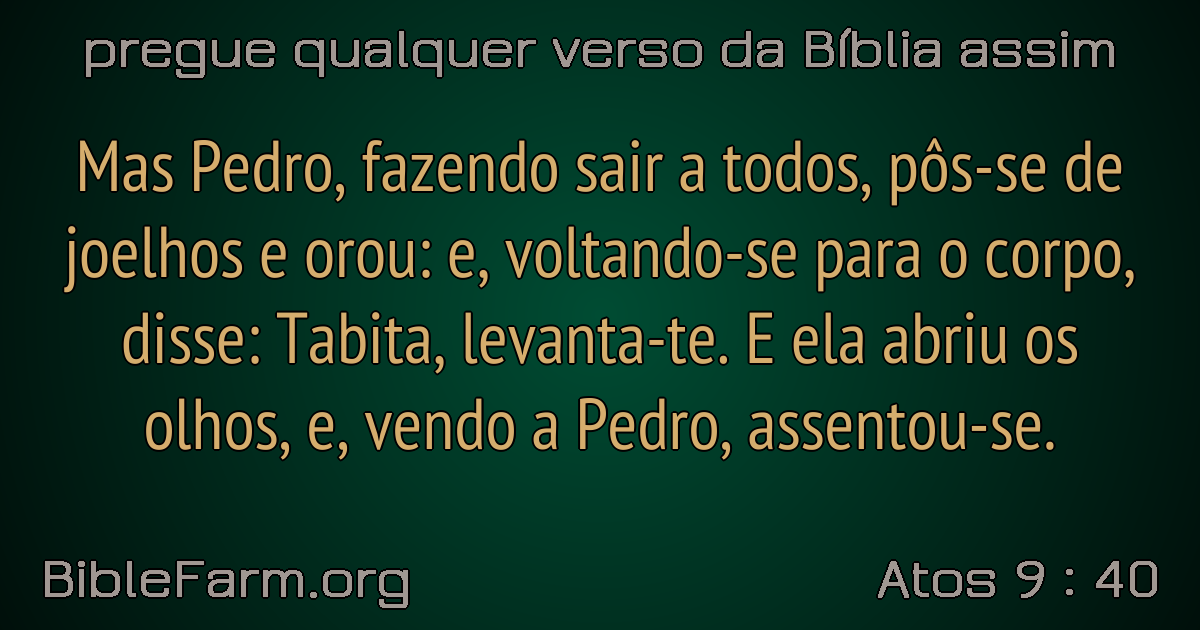 pregue qualquer verso da Bíblia assim
Mas Pedro, fazendo sair a todos, pôs-se de
joelhos e orou: e, voltando-se para o corpo,
disse: Tabita, levanta-te. E ela abriu os
olhos, e, vendo a Pedro, assentou-se.
BibleFarm.org
Atos 9 : 40